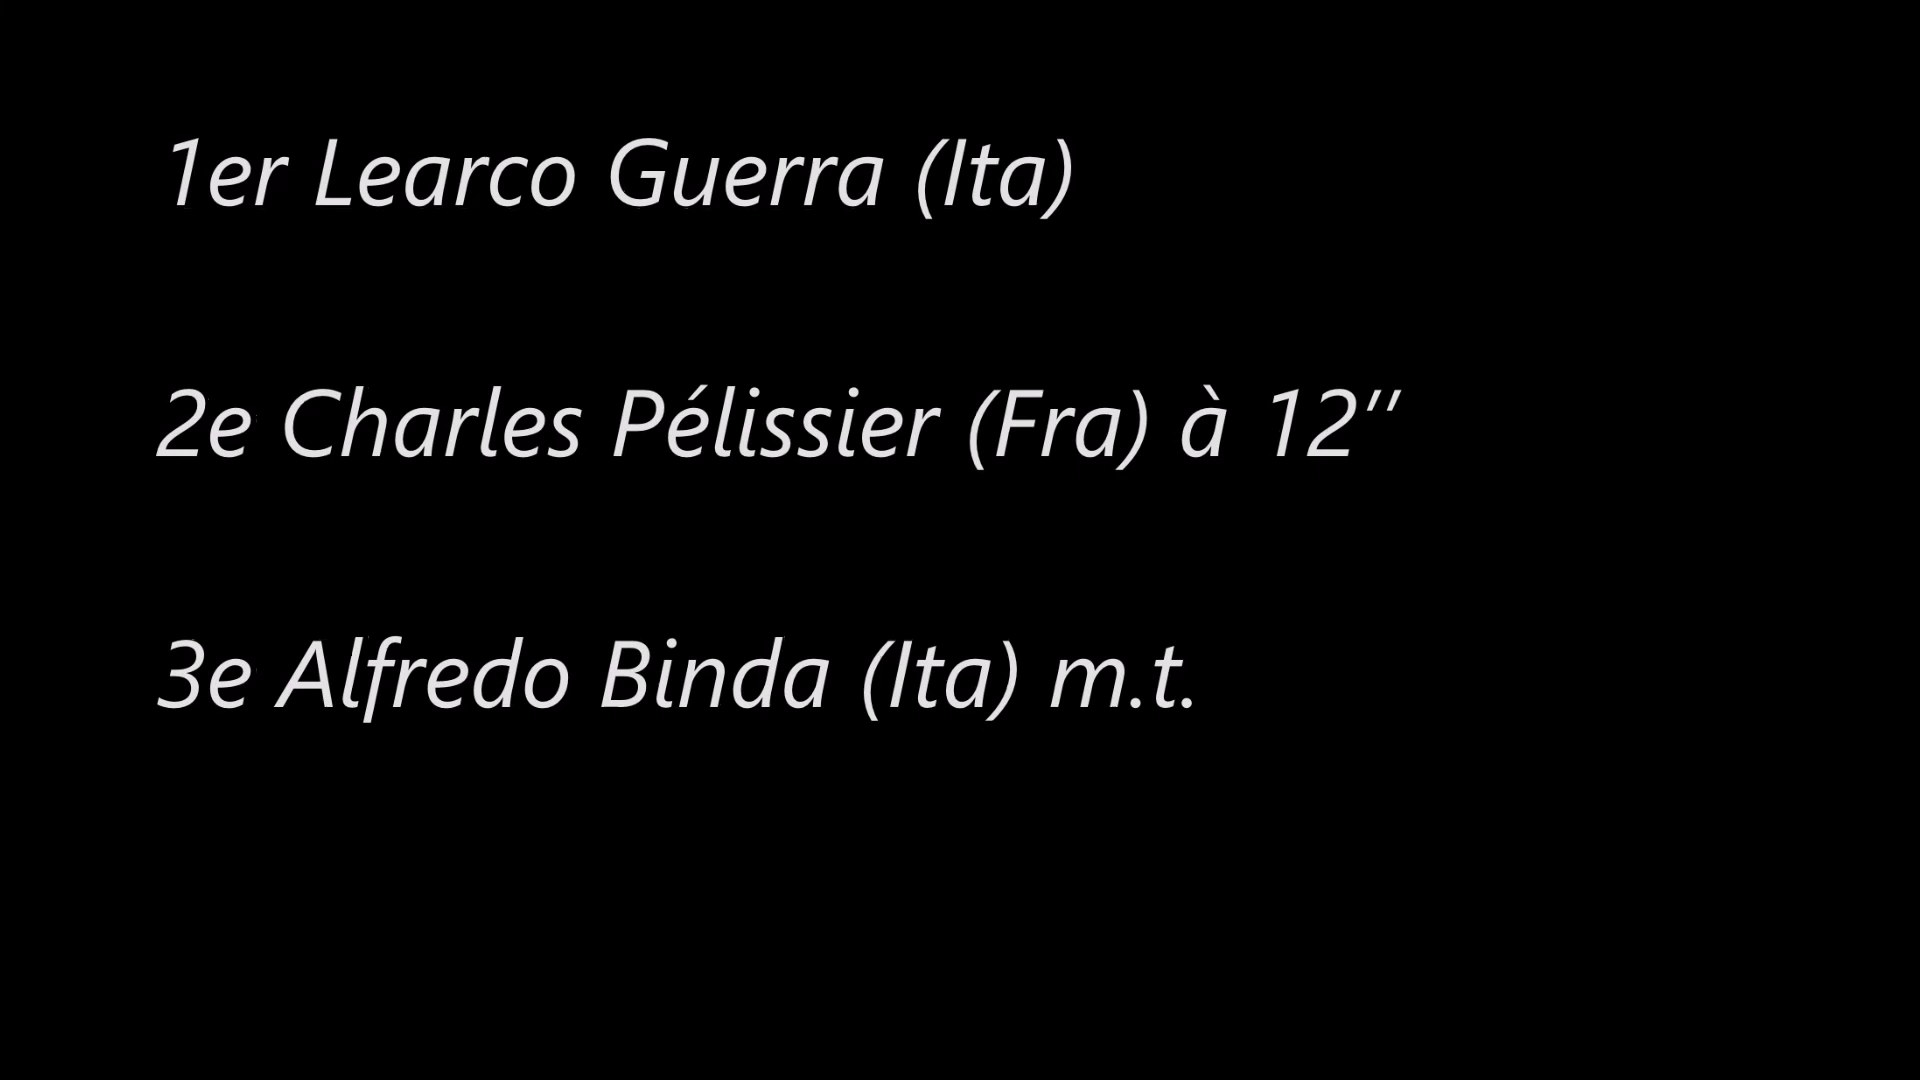 1er Learco Guerra (Ita)
2e Charles Pélissier (Fra) à 12’’
3e Alfredo Binda (Ita) m.t.